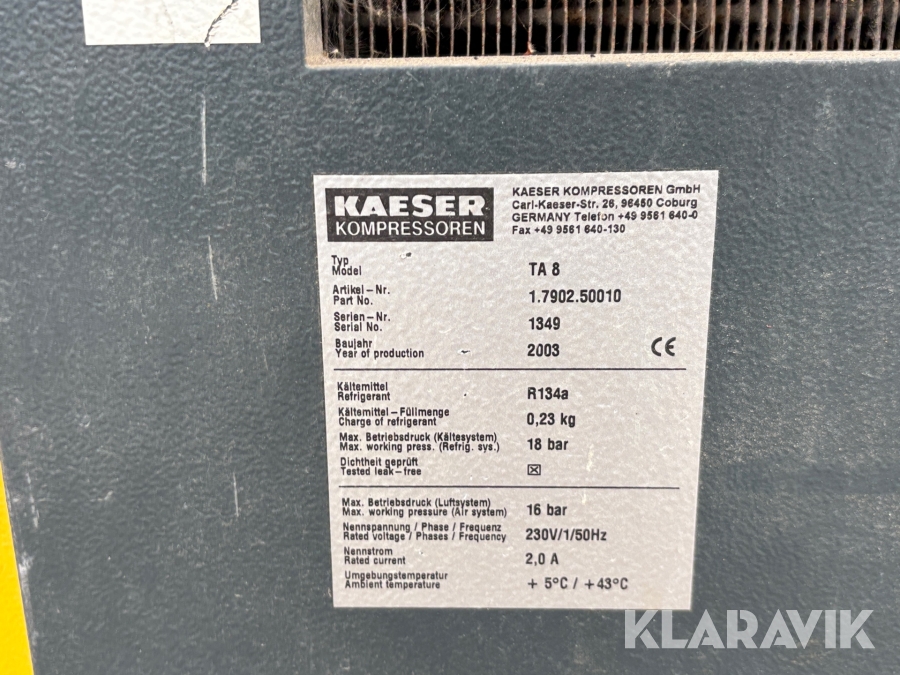 KAESER
KOMPRESSOREN
KAESER KOMPRESSOREN GmbH
Carl-Kaeser-Str. 26, 96450 Coburg
GERMANY Telefon +49 9561 640-0
Fax +49 9561 640-130
Typ
Model TA 8
Artikel-Nr.
Part No. 1.7902.50010
Serien-Nr.
Serial No. 1349
Baujahr
Year of production 2003 CE
Kältemittel
Refrigerant R134a
Kältemittel-Füllmenge
Charge of refrigerant 0,23 kg
Max. Betriebsdruck (Kältesystem)
Max. working press. (Refrig. sys.) 18 bar
Dichtheit geprüft
Tested leak-free ☒
Max. Betriebsdruck (Luftsystem)
Max. working pressure (Air system) 16 bar
Nennspannung / Phase / Frequenz
Rated voltage / Phases / Frequency 230V/1/50Hz
Nennstrom
Rated current 2,0 A
Umgebungstemperatur
Ambient temperature + 5°C / +43°C
KLARAVIK